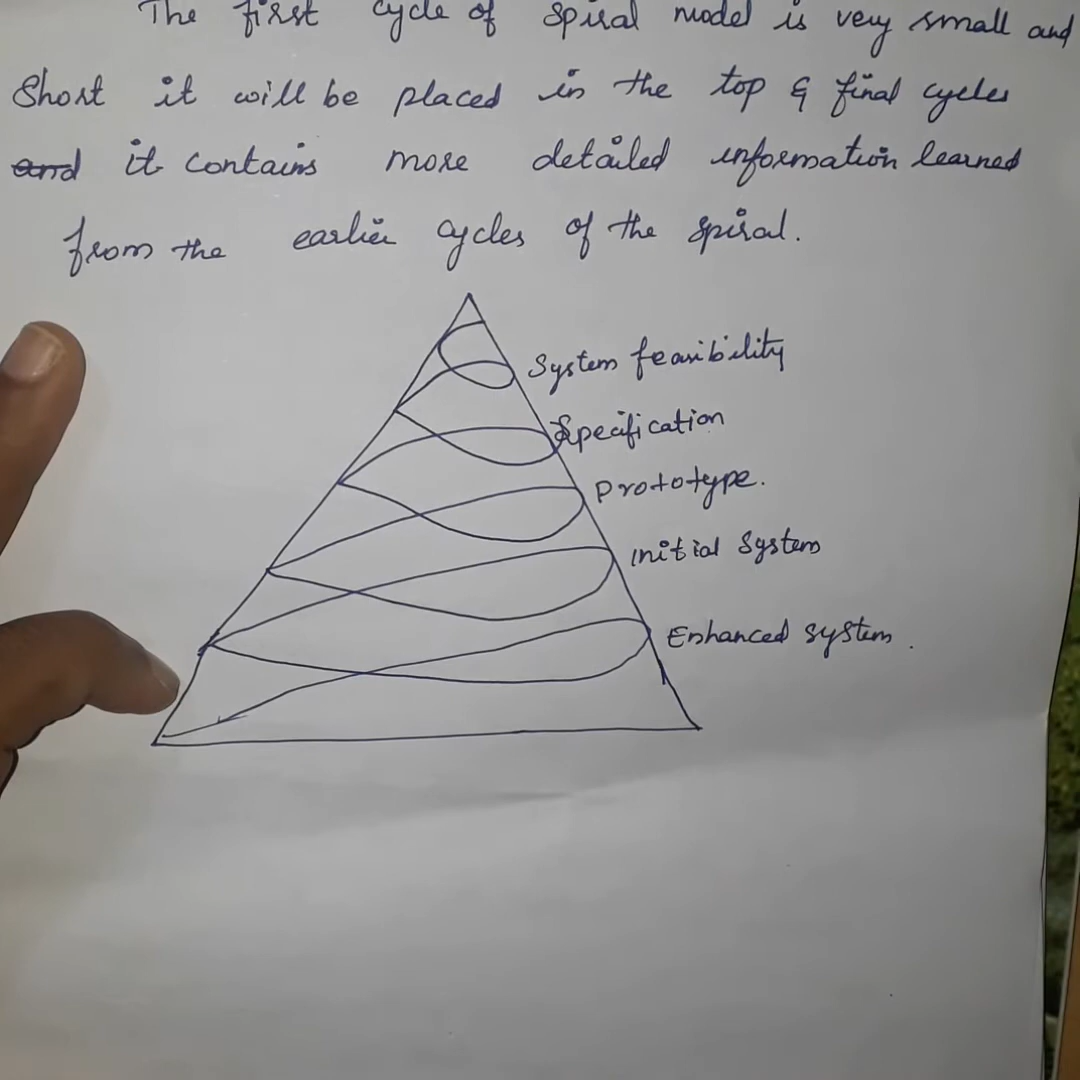 The first cycle of spiral model is very small and
Short it will be placed in the top & final cycles
and it contains more detailed information learned
from the earlier cycles of the spiral.
System feasibility
Specification
Prototype.
Initial System
Enhanced system.